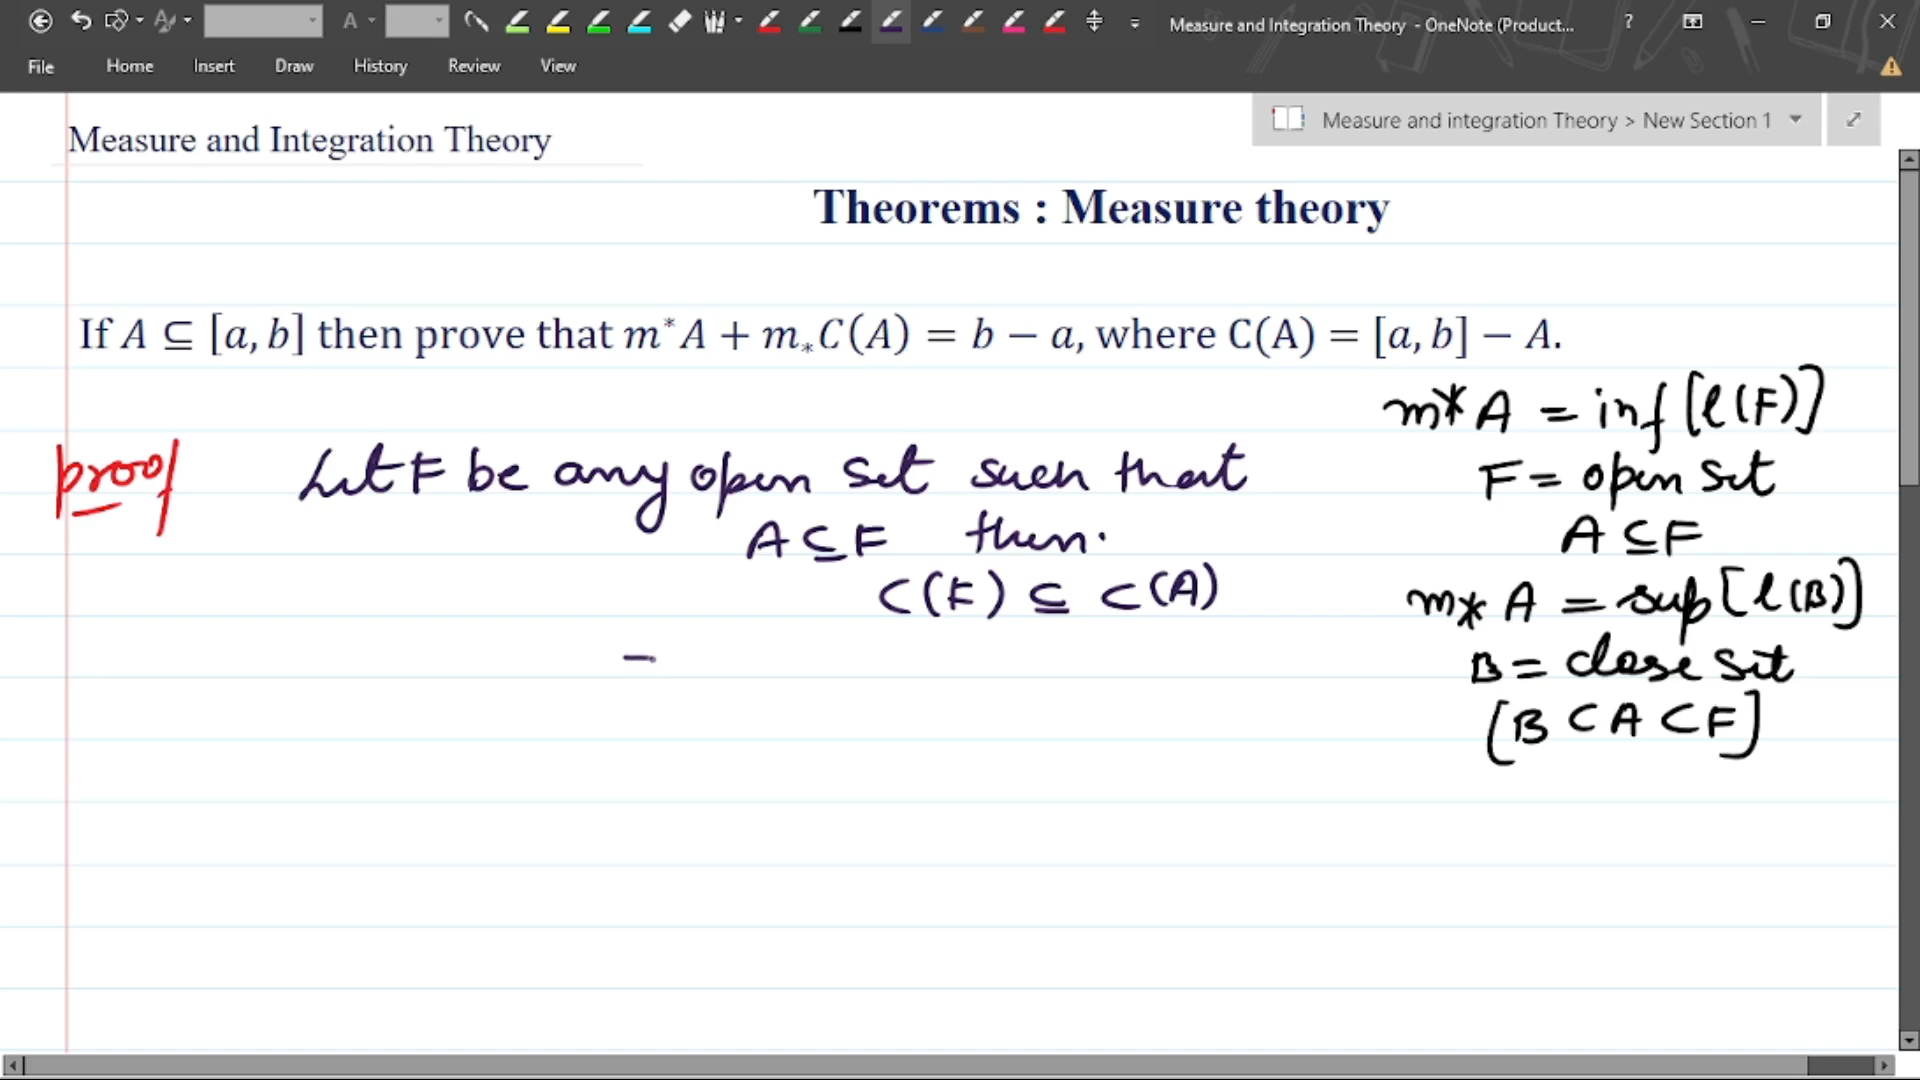 Measure and Integration Theory - OneNote (Product...
?
File Home Insert Draw History Review View
Measure and integration Theory > New Section 1
Measure and Integration Theory
Theorems : Measure theory
If A ⊆ [a, b] then prove that m*A + m₎C(A) = b − a, where C(A) = [a, b] − A.
proof Let F be any open set such that
A ⊆ F then.
C(F) ⊆ C(A)
m* A = inf [l(F)]
F = open set
A ⊆ F
m⁎ A = sup [l(B)]
B = close set
[B ⊂ A ⊂ F]